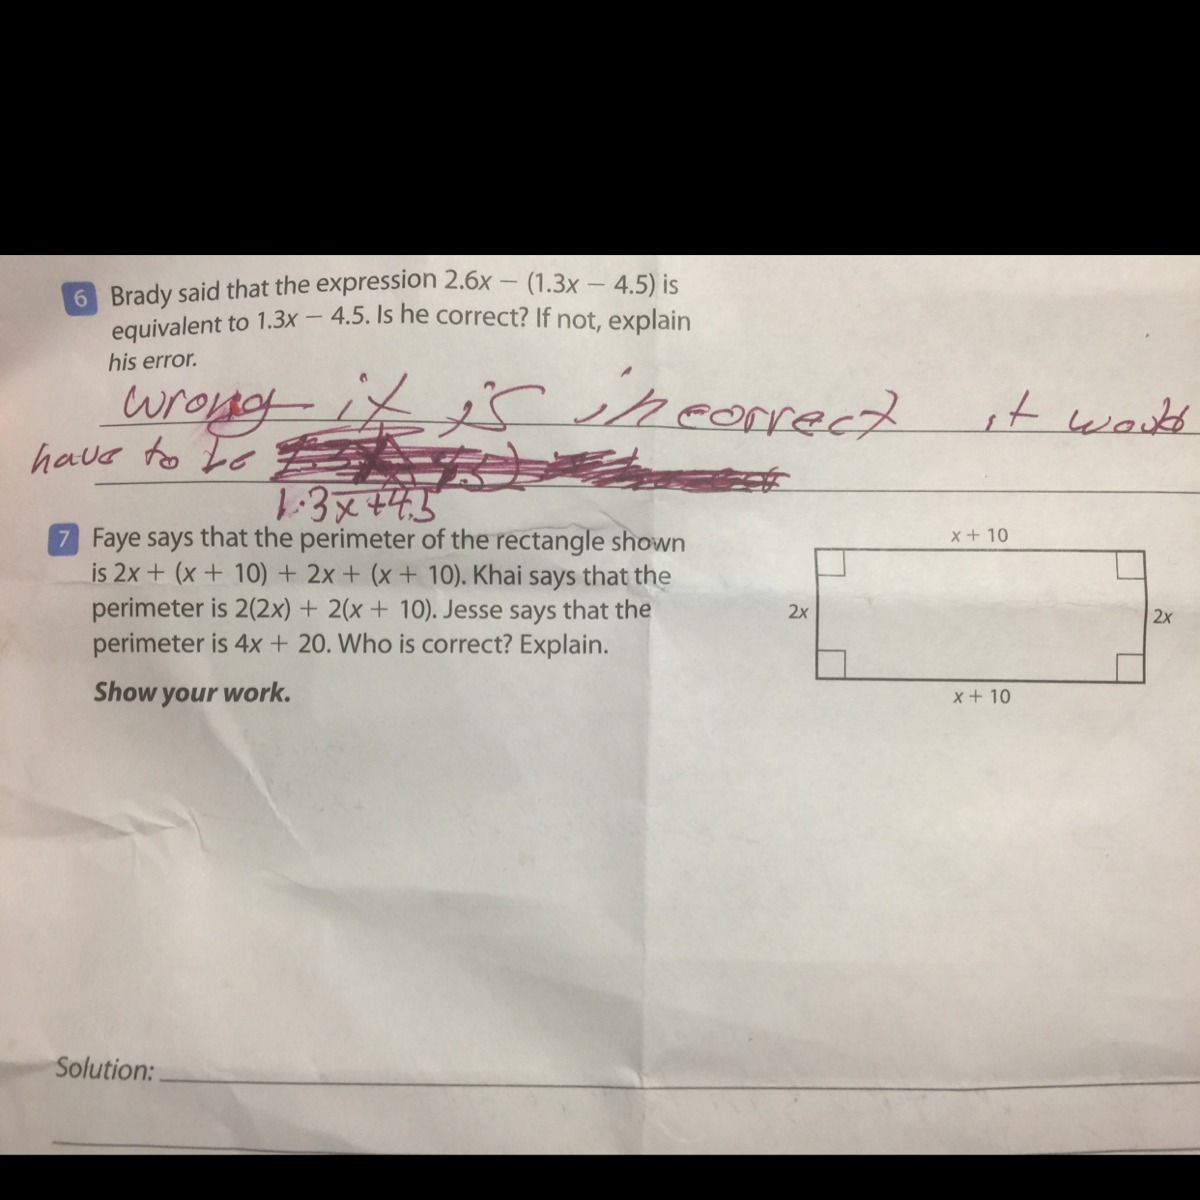 6 Brady said that the expression 2.6x − (1.3x − 4.5) is
equivalent to 1.3x − 4.5. Is he correct? If not, explain
his error.
wrong it is incorrect it would
have to be
1.3x+4.5
7 Faye says that the perimeter of the rectangle shown
is 2x + (x + 10) + 2x + (x + 10). Khai says that the
perimeter is 2(2x) + 2(x + 10). Jesse says that the
perimeter is 4x + 20. Who is correct? Explain.
Show your work.
x + 10
2x
2x
x + 10
Solution: